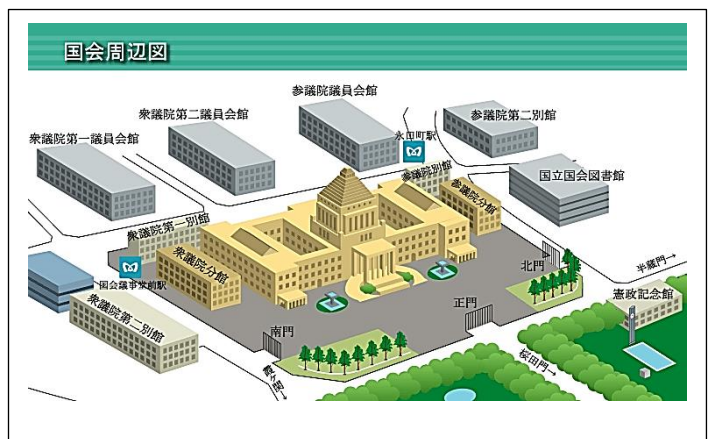 国会周辺図
参議院議員会館
衆議院第二議員会館
参議院第二別館
永田町駅
衆議院第一議員会館
参議院別館
国立国会図書館
参議院分館
衆議院第一別館
衆議院分館
北門
半蔵門→
国会議事堂前駅
憲政記念館
衆議院第二別館
正門
南門
桜田門→
霞ヶ関→